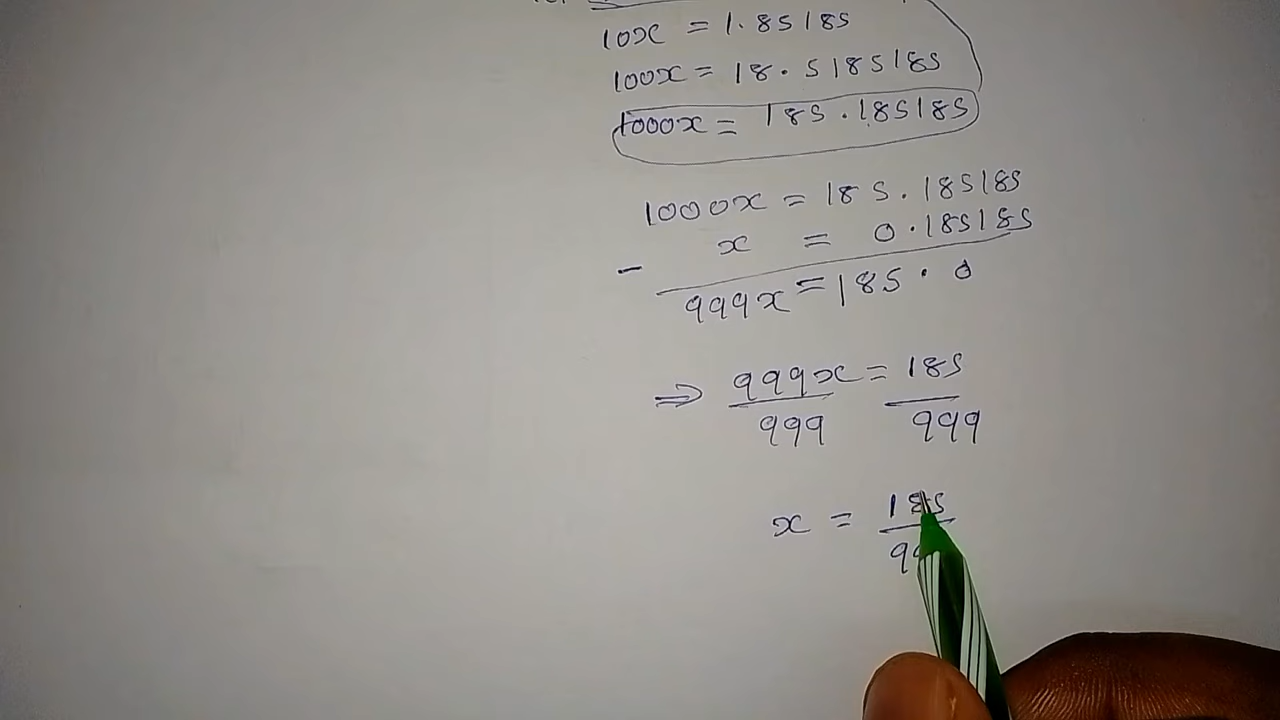 10x = 1.85185
100x = 18.5185185
1000x = 185.185185
1000x = 185.185185
- x = 0.185185
999x = 185.0
⇒ 999x = 185
999 999
x = 185